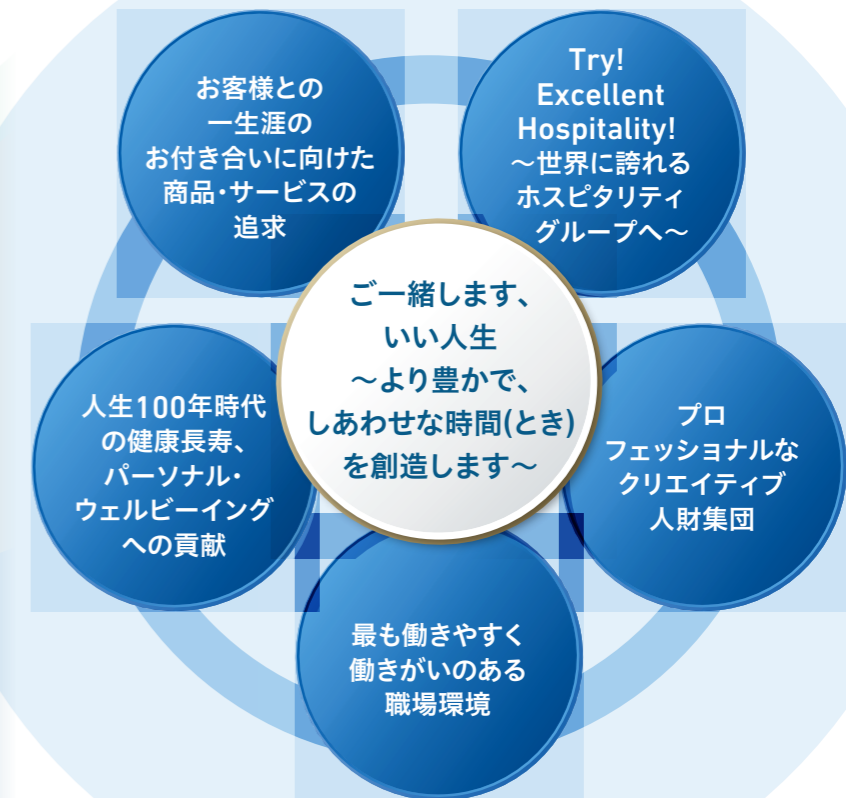 お客様との
一生涯の
お付き合いに向けた
商品・サービスの
追求
Try!
Excellent
Hospitality!
～世界に誇れる
ホスピタリティ
グループへ～
ご一緒します、
いい人生
～より豊かで、
しあわせな時間(とき)
を創造します～
人生100年時代
の健康長寿、
パーソナル・
ウェルビーイング
への貢献
プロ
フェッショナルな
クリエイティブ
人財集団
最も働きやすく
働きがいのある
職場環境